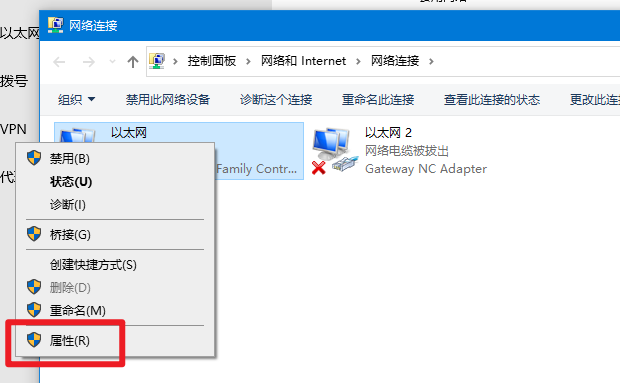 网络连接
控制面板 > 网络和 Internet > 网络连接 >
组织 禁用此网络设备 诊断这个连接 重命名此连接 查看此连接的状态 更改此连
以太网
拨号
VPN
以太网
Family Contr...
以太网 2
网络电缆被拔出
Gateway NC Adapter
禁用(B)
状态(U)
诊断(I)
桥接(G)
创建快捷方式(S)
删除(D)
重命名(M)
属性(R)